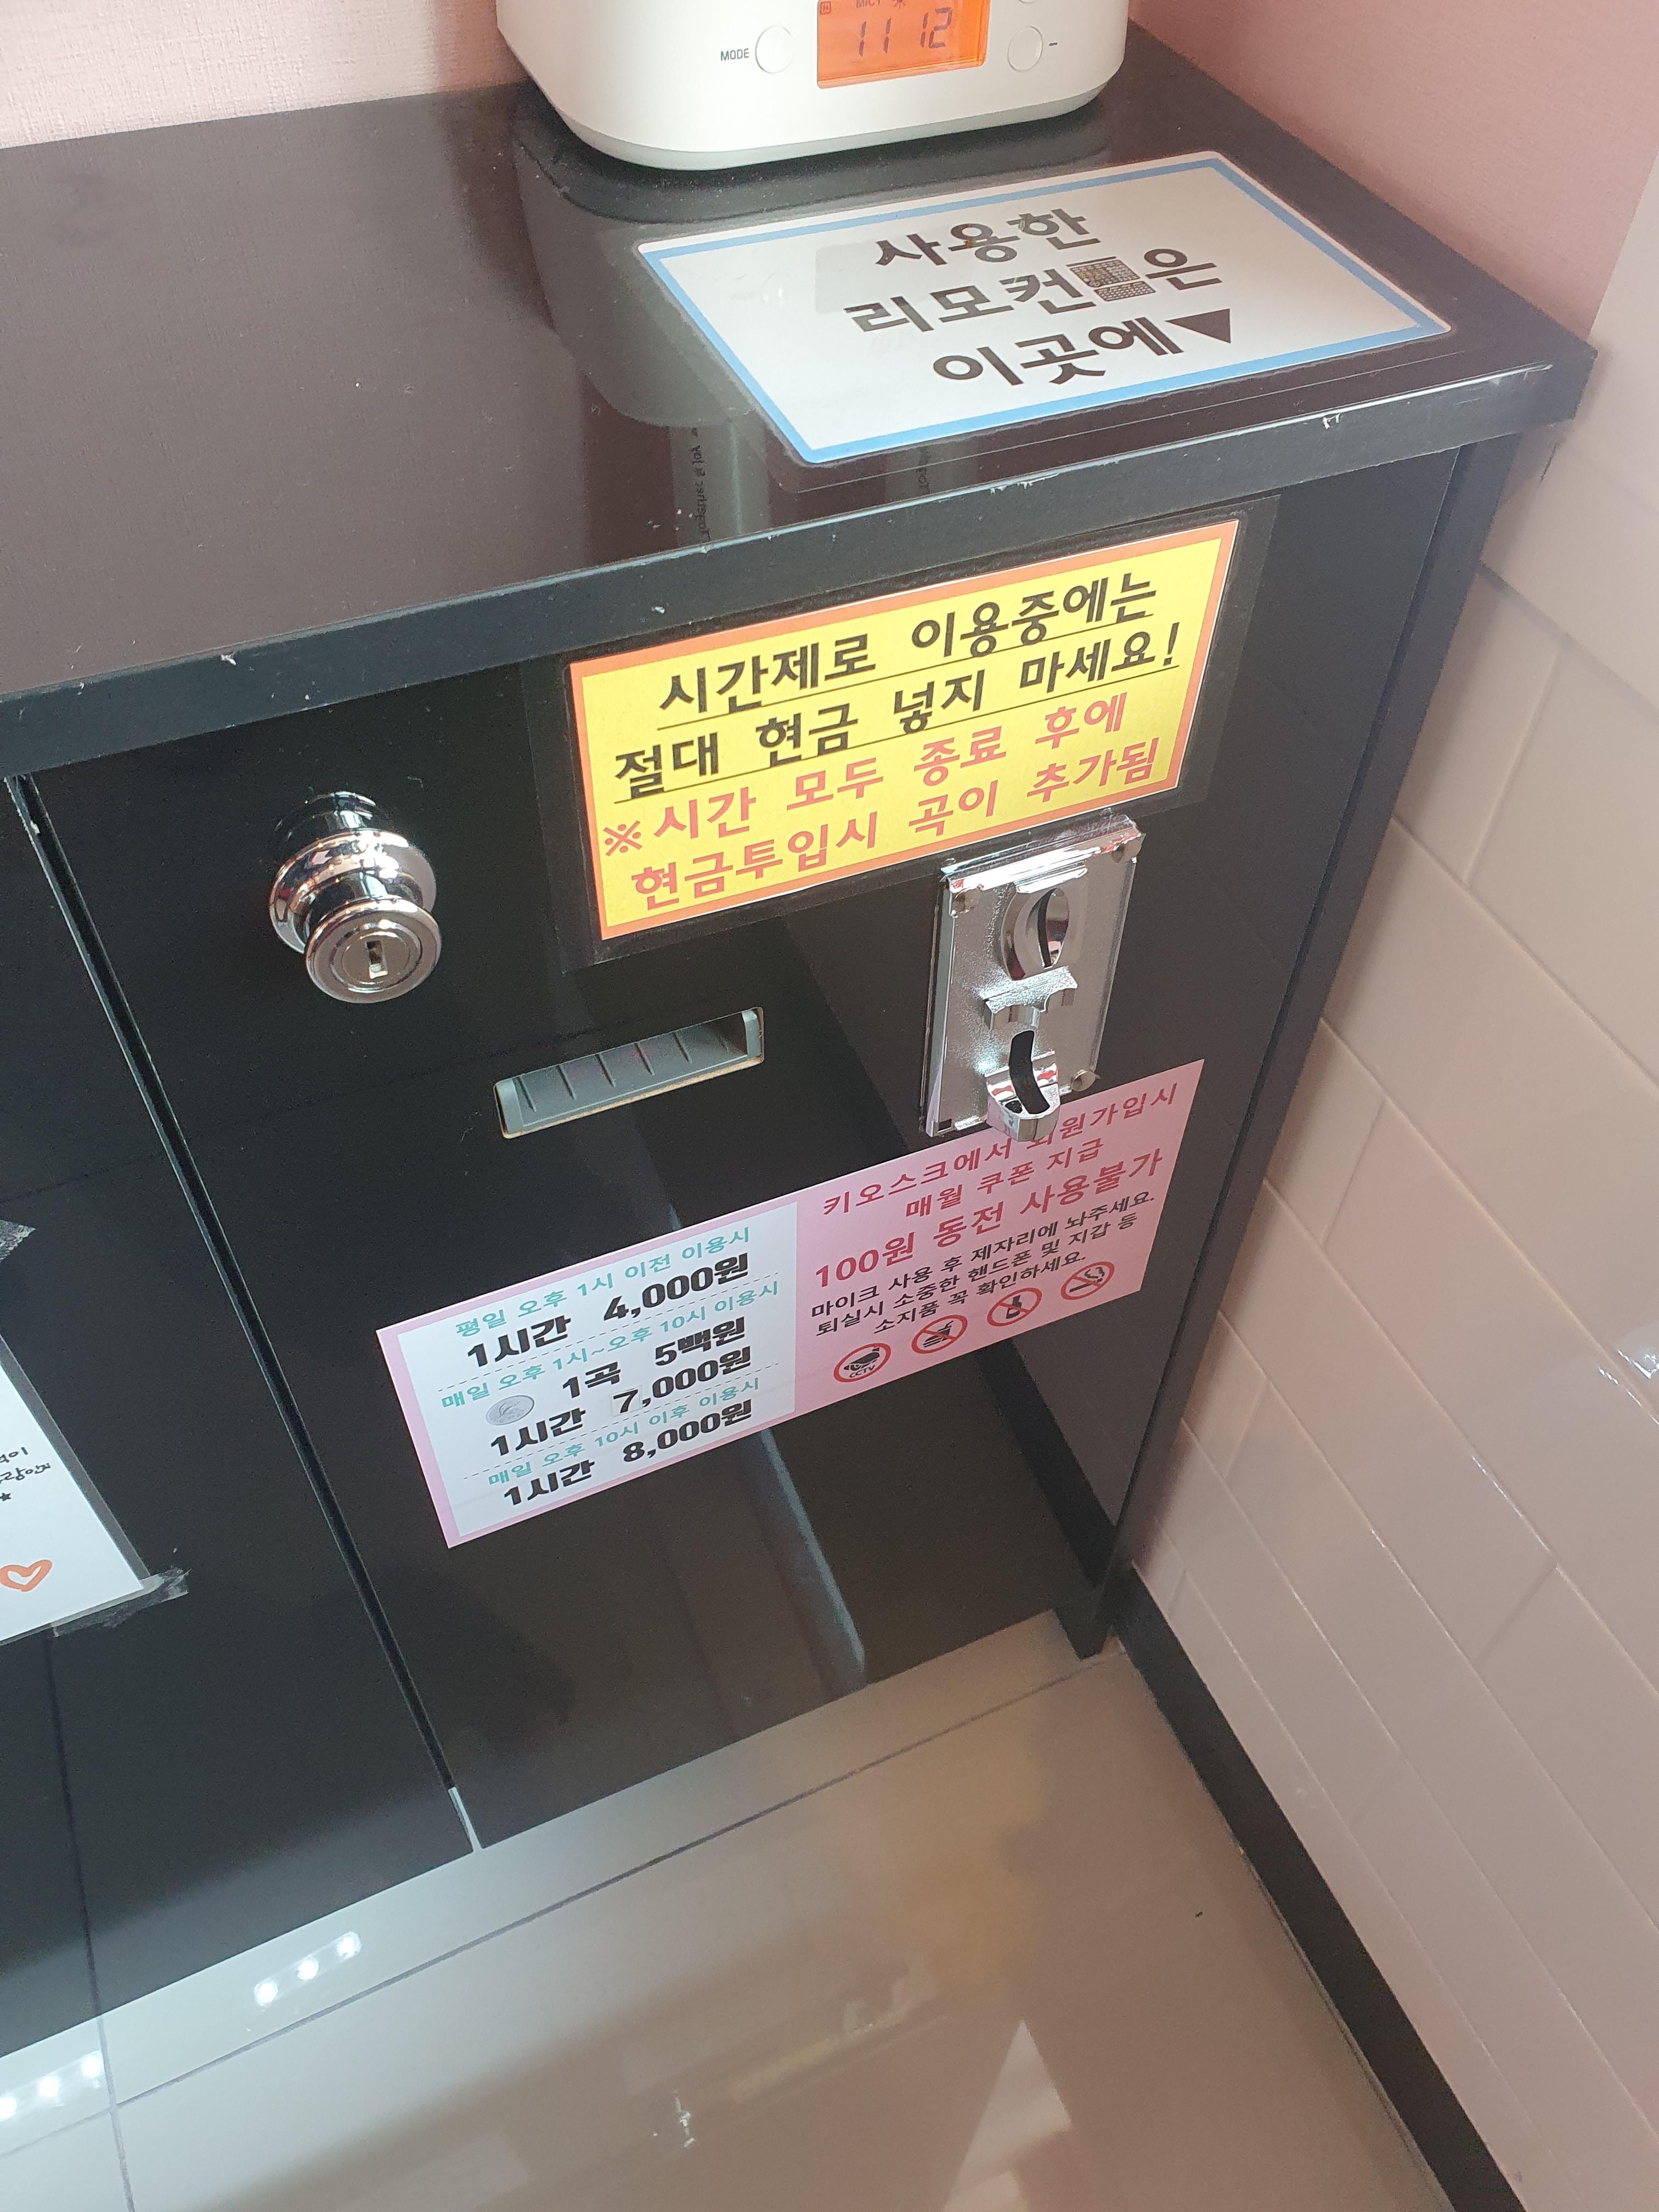 MODE
11 12
사용한
리모컨은
이곳에▼
시간제로 이용중에는
절대 현금 넣지 마세요!
※시간 모두 종료 후에
현금투입시 곡이 추가됨
키오스크에서 회원가입시
매월 쿠폰 지급
100원 동전 사용불가
마이크 사용 후 제자리에 놔주세요.
퇴실시 소중한 핸드폰 및 지갑 등
소지품 꼭 확인하세요.
CCTV
평일 오후 1시 이전 이용시
1시간 4,000원
매일 오후 1시~오후 10시 이용시
1곡 5백원
1시간 7,000원
매일 오후 10시 이후 이용시
1시간 8,000원